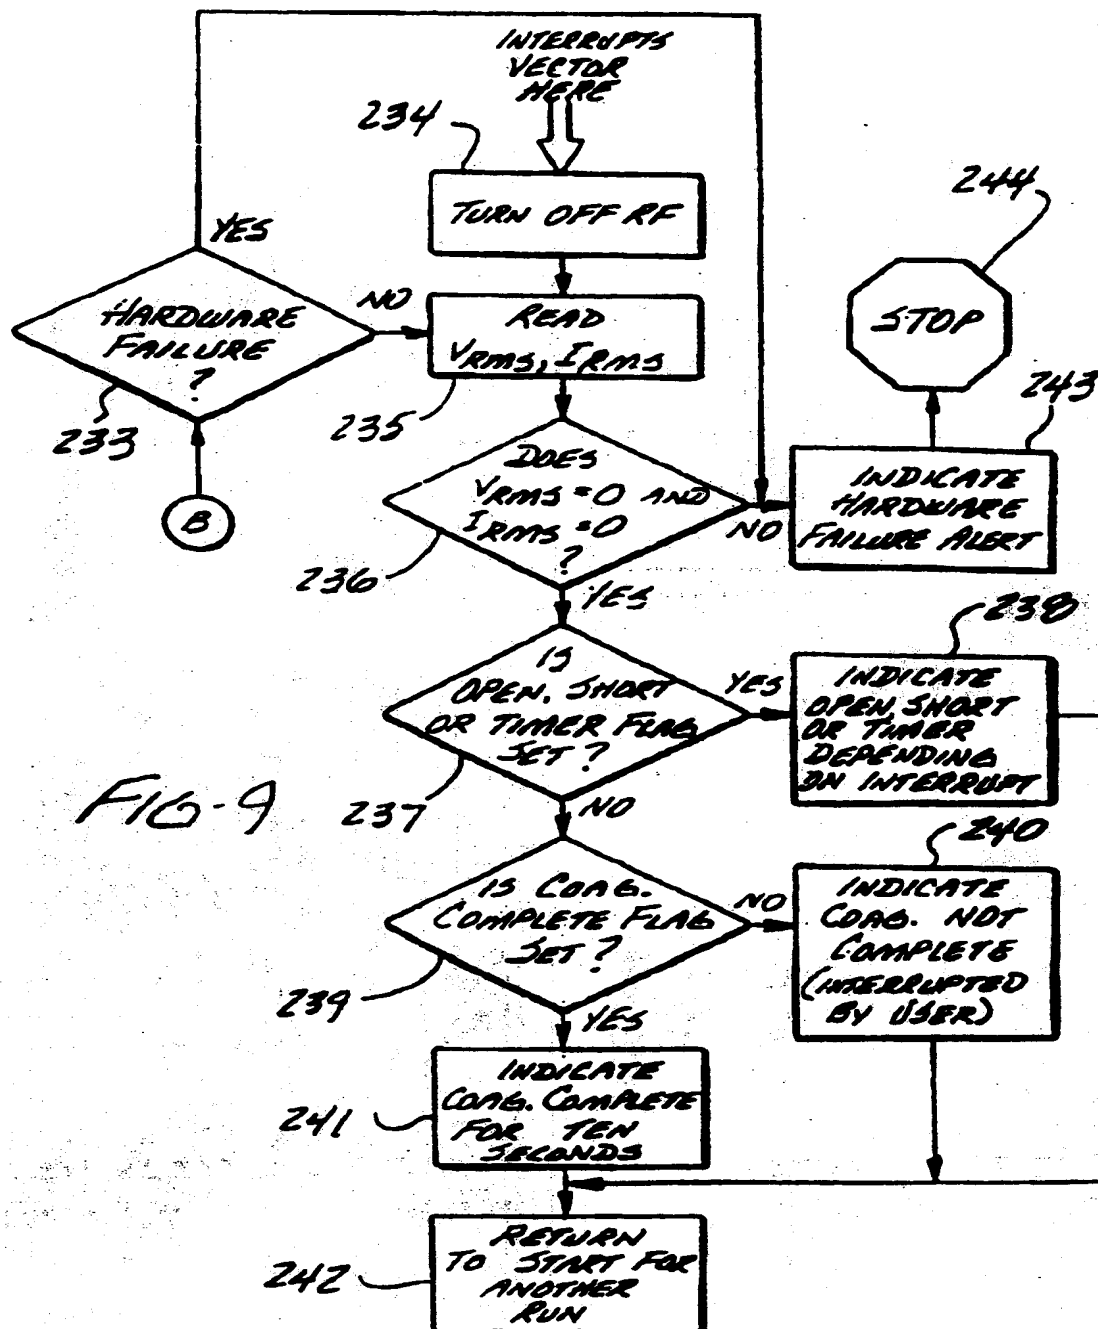 INTERRUPTS
VECTOR
HERE
234
TURN OFF RF
244
STOP
YES
HARDWARE
FAILURE
?
NO
233
B
READ
VRMS, IRMS
235
243
DOES
VRMS = 0 AND
IRMS = 0
?
NO
236
YES
INDICATE
HARDWARE
FAILURE ALERT
238
IS
OPEN, SHORT
OR TIMER FLAG
SET?
YES
237
NO
INDICATE
OPEN, SHORT
OR TIMER
DEPENDING
ON INTERRUPT
FIG-9
240
IS COAG.
COMPLETE FLAG
SET?
NO
239
YES
INDICATE
COAG. NOT
COMPLETE
(INTERRUPTED
BY USER)
INDICATE
COAG. COMPLETE
FOR TEN
SECONDS
241
RETURN
TO START FOR
ANOTHER
RUN
242